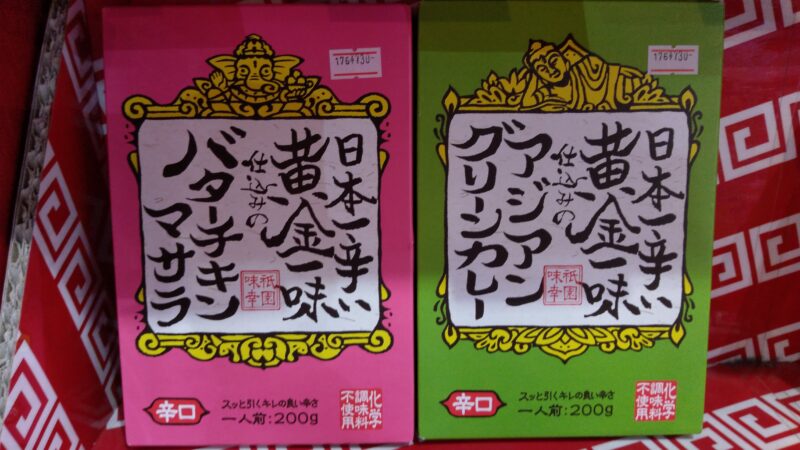 176¥730-
日本一辛い
黄金一味
仕込みの
バターチキン
マサラ
祇園
味幸
辛口
スッと引くキレの良い辛さ
一人前:200g
化学
調味料
不使用
176¥730-
日本一辛い
黄金一味
仕込みの
アジアン
グリーンカレー
祇園
味幸
辛口
スッと引くキレの良い辛さ
一人前:200g
化学
調味料
不使用